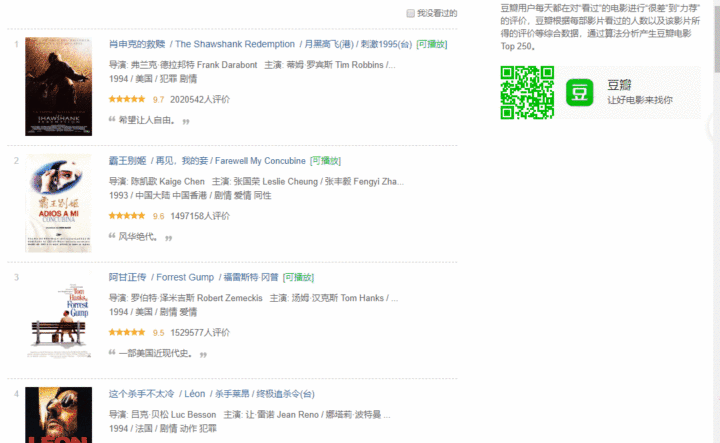 我没看过的
1
肖申克的救赎 / The Shawshank Redemption / 月黑高飞(港) / 刺激1995(台) [可播放]
导演: 弗兰克·德拉邦特 Frank Darabont 主演: 蒂姆·罗宾斯 Tim Robbins /...
1994 / 美国 / 犯罪 剧情
9.7 2020542人评价
“ 希望让人自由。 ”
2
霸王别姬 / 再见，我的妾 / Farewell My Concubine [可播放]
导演: 陈凯歌 Kaige Chen 主演: 张国荣 Leslie Cheung / 张丰毅 Fengyi Zha...
1993 / 中国大陆 中国香港 / 剧情 爱情 同性
9.6 1497158人评价
“ 风华绝代。 ”
霸王别姬
ADIOS A MI
CONCUBINA
3
阿甘正传 / Forrest Gump / 福雷斯特·冈普 [可播放]
导演: 罗伯特·泽米吉斯 Robert Zemeckis 主演: 汤姆·汉克斯 Tom Hanks / ...
1994 / 美国 / 剧情 爱情
9.5 1529577人评价
“ 一部美国近现代史。 ”
Tom
Hanks
Forrest
Gump
4
这个杀手不太冷 / Léon / 杀手莱昂 / 终极追杀令(台)
导演: 吕克·贝松 Luc Besson 主演: 让·雷诺 Jean Reno / 娜塔莉·波特曼 ...
1994 / 法国 / 剧情 动作 犯罪
LEON
豆瓣用户每天都在对“看过”的电影进行“很差”到“力荐”
的评价，豆瓣根据每部影片看过的人数以及该影片所
得的评价等综合数据，通过算法分析产生豆瓣电影
Top 250。
豆
豆瓣
让好电影来找你